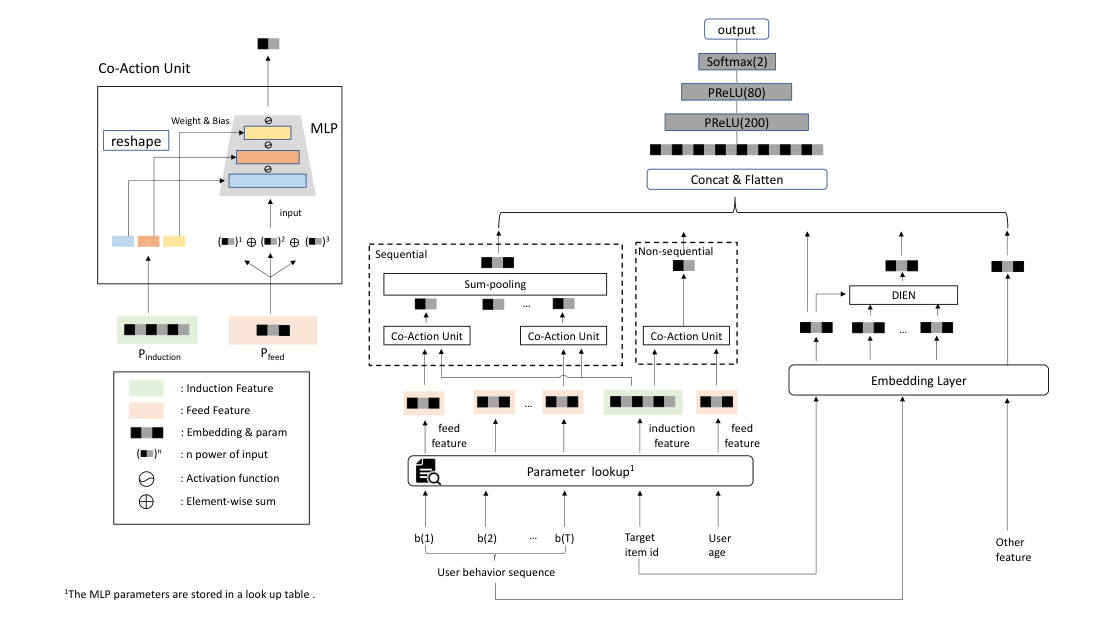 Co-Action Unit
Weight & Bias
MLP
reshape
input
( )1 ⊕ ( )2 ⊕ ( )3
Pinduction
Pfeed
: Induction Feature
: Feed Feature
: Embedding & param
( )n : n power of input
: Activation function
: Element-wise sum
1The MLP parameters are stored in a look up table .
output
Softmax(2)
PReLU(80)
PReLU(200)
Concat & Flatten
Sequential
Sum-pooling
...
Co-Action Unit
Co-Action Unit
Non-sequential
Co-Action Unit
DIEN
...
Embedding Layer
...
feed
feature
induction
feature
feed
feature
Parameter lookup1
b(1)
b(2)
...
b(T)
User behavior sequence
Target
item id
User
age
Other
feature